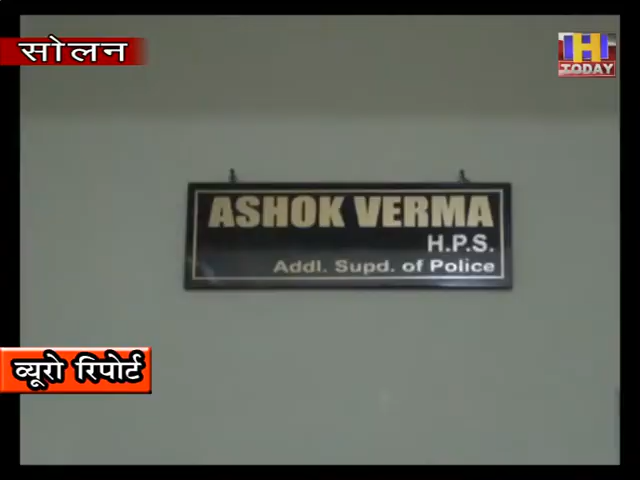 सोलन
H
TODAY
ASHOK VERMA
H.P.S.
Addl. Supd. of Police
व्यूरो रिपोर्ट